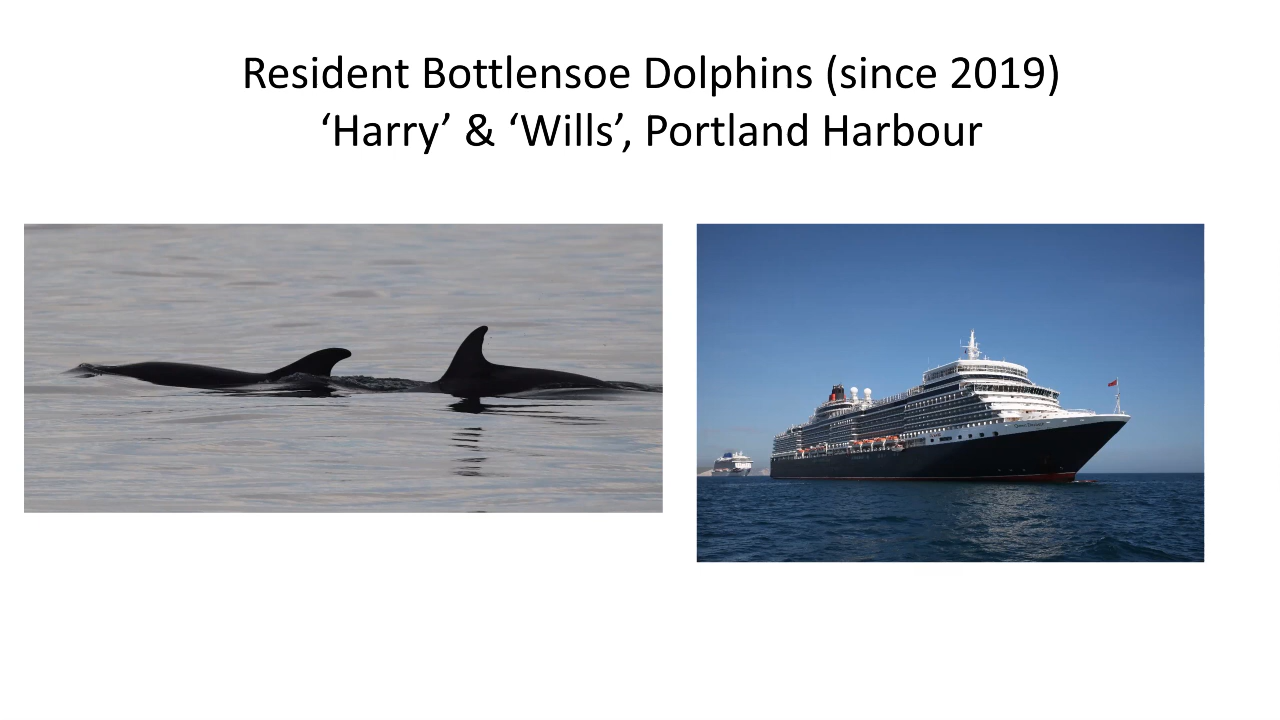 Resident Bottlensoe Dolphins (since 2019)
‘Harry’ & ‘Wills’, Portland Harbour